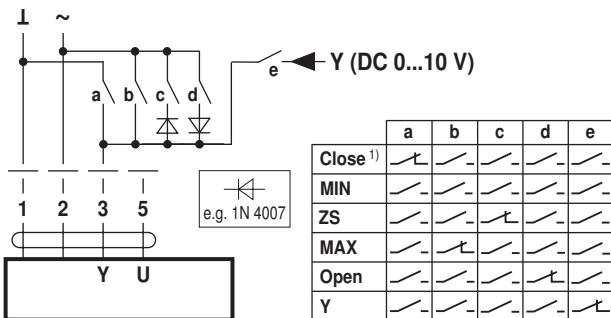 ⊥ ~
e
Y (DC 0...10 V)
a b c d
1 2 3 5
e.g. 1N 4007
Y U
a b c d e
Close 1)
MIN
ZS
MAX
Open
Y